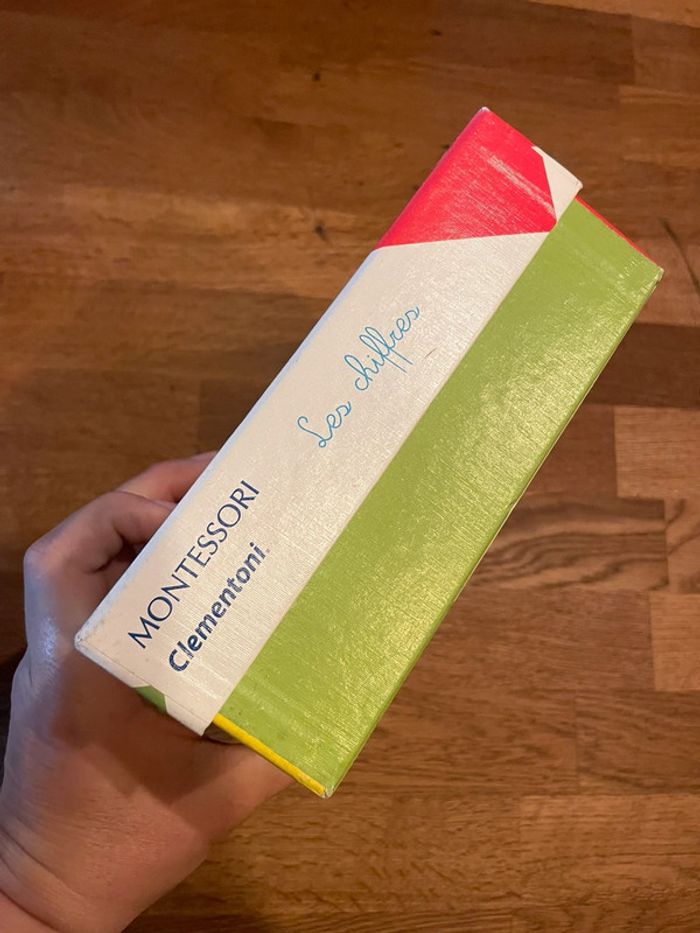 Les chiffres
MONTESSORI
Clementoni®